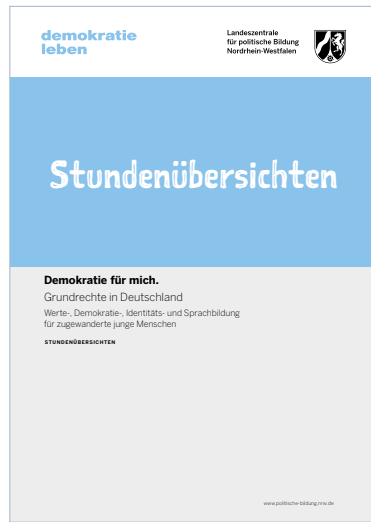 demokratie
leben
Landeszentrale
für politische Bildung
Nordrhein-Westfalen
Stundenübersichten
Demokratie für mich.
Grundrechte in Deutschland
Werte-, Demokratie-, Identitäts- und Sprachbildung
für zugewanderte junge Menschen
STUNDENÜBERSICHTEN
www.politische-bildung.nrw.de